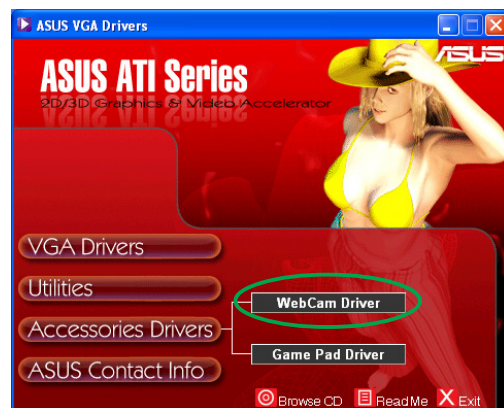 ASUS VGA Drivers
ASUS
ASUS ATI Series
2D/3D Graphics & Video Accelerator
VGA Drivers
Utilities
WebCam Driver
Accessories Drivers
Game Pad Driver
ASUS Contact Info
Browse CD ReadMe Exit